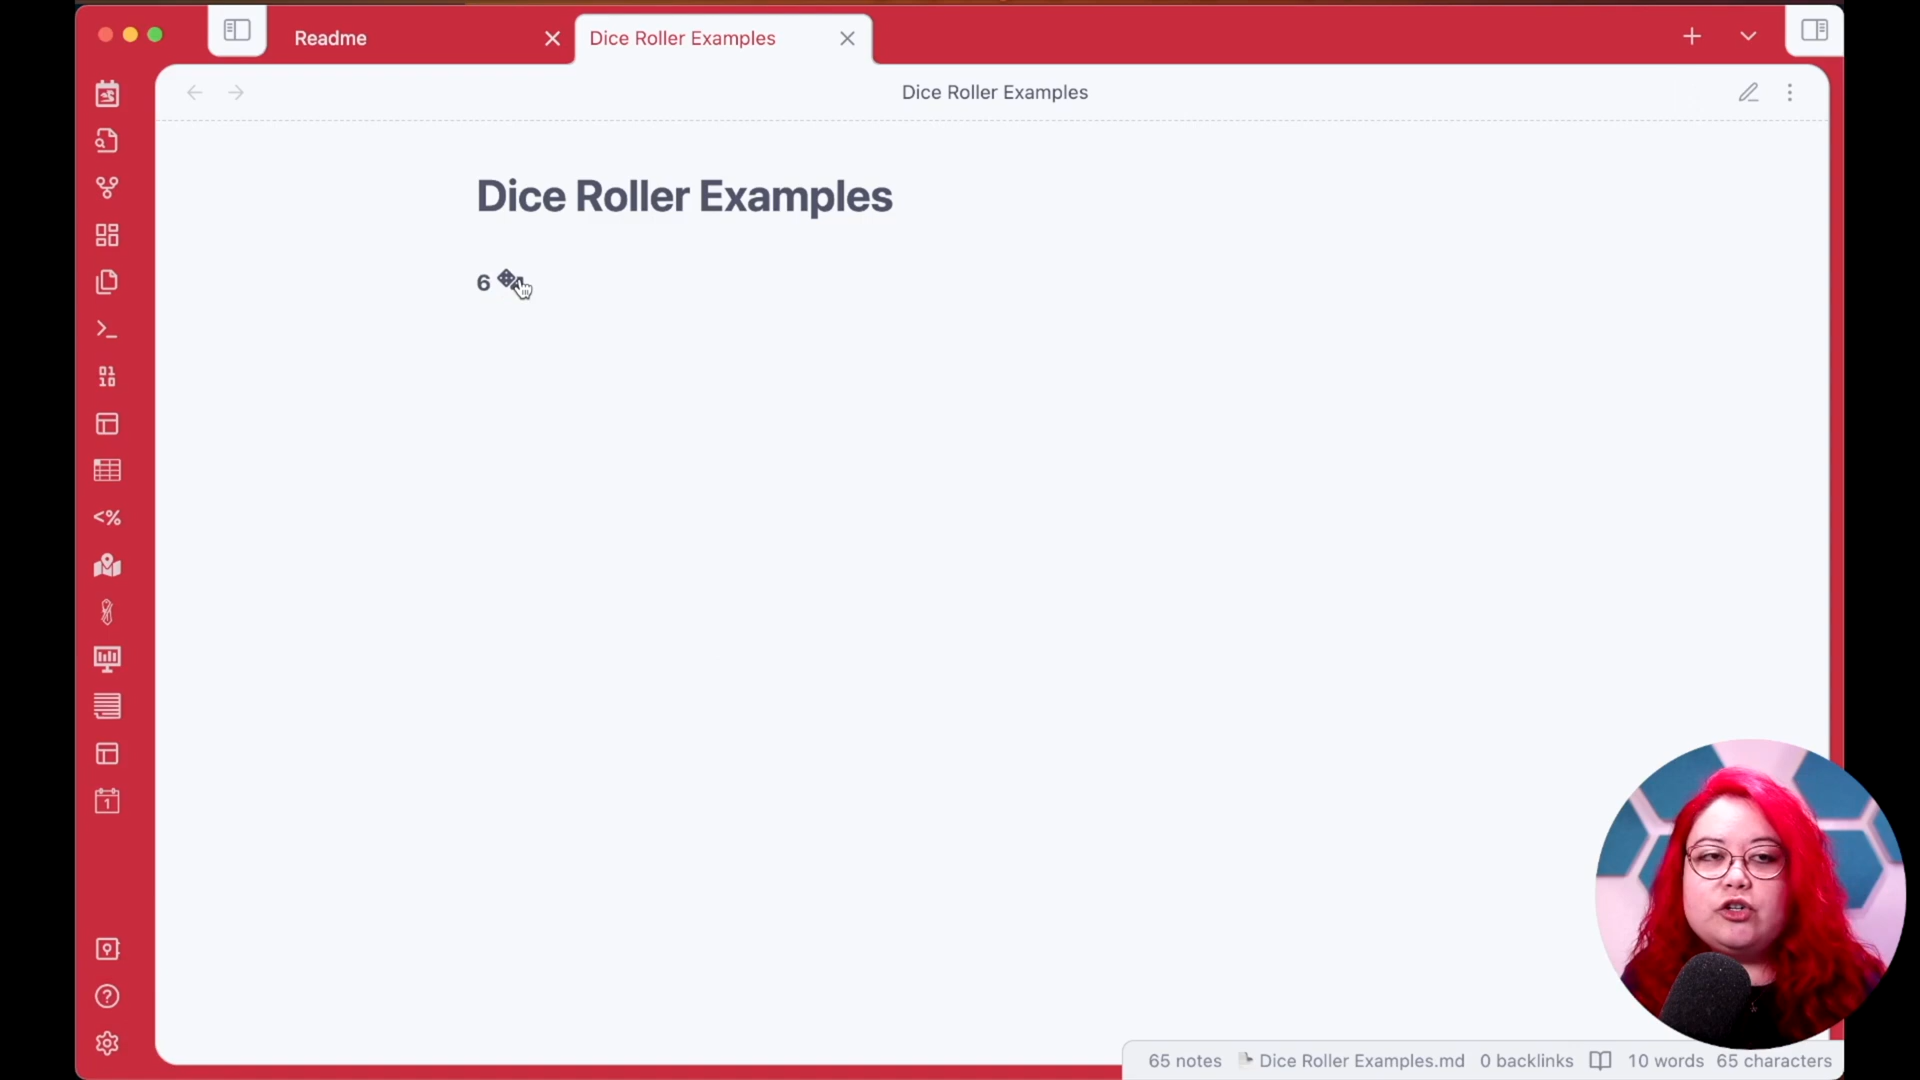 Readme
Dice Roller Examples
Dice Roller Examples
Dice Roller Examples
6
<%
1
65 notes Dice Roller Examples.md 0 backlinks 10 words 65 characters